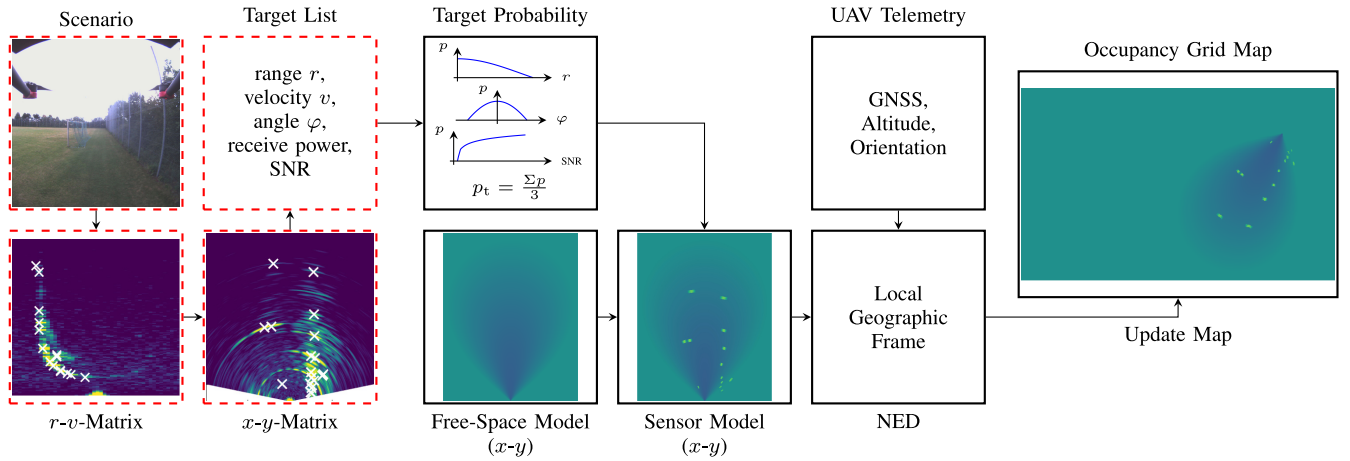 Scenario
Target List
Target Probability
UAV Telemetry
Occupancy Grid Map
range r,
velocity v,
angle φ,
receive power,
SNR
p
r
p
φ
p
SNR
p_t = Σp/3
GNSS,
Altitude,
Orientation
Local
Geographic
Frame
Update Map
r-v-Matrix
x-y-Matrix
Free-Space Model
(x-y)
Sensor Model
(x-y)
NED